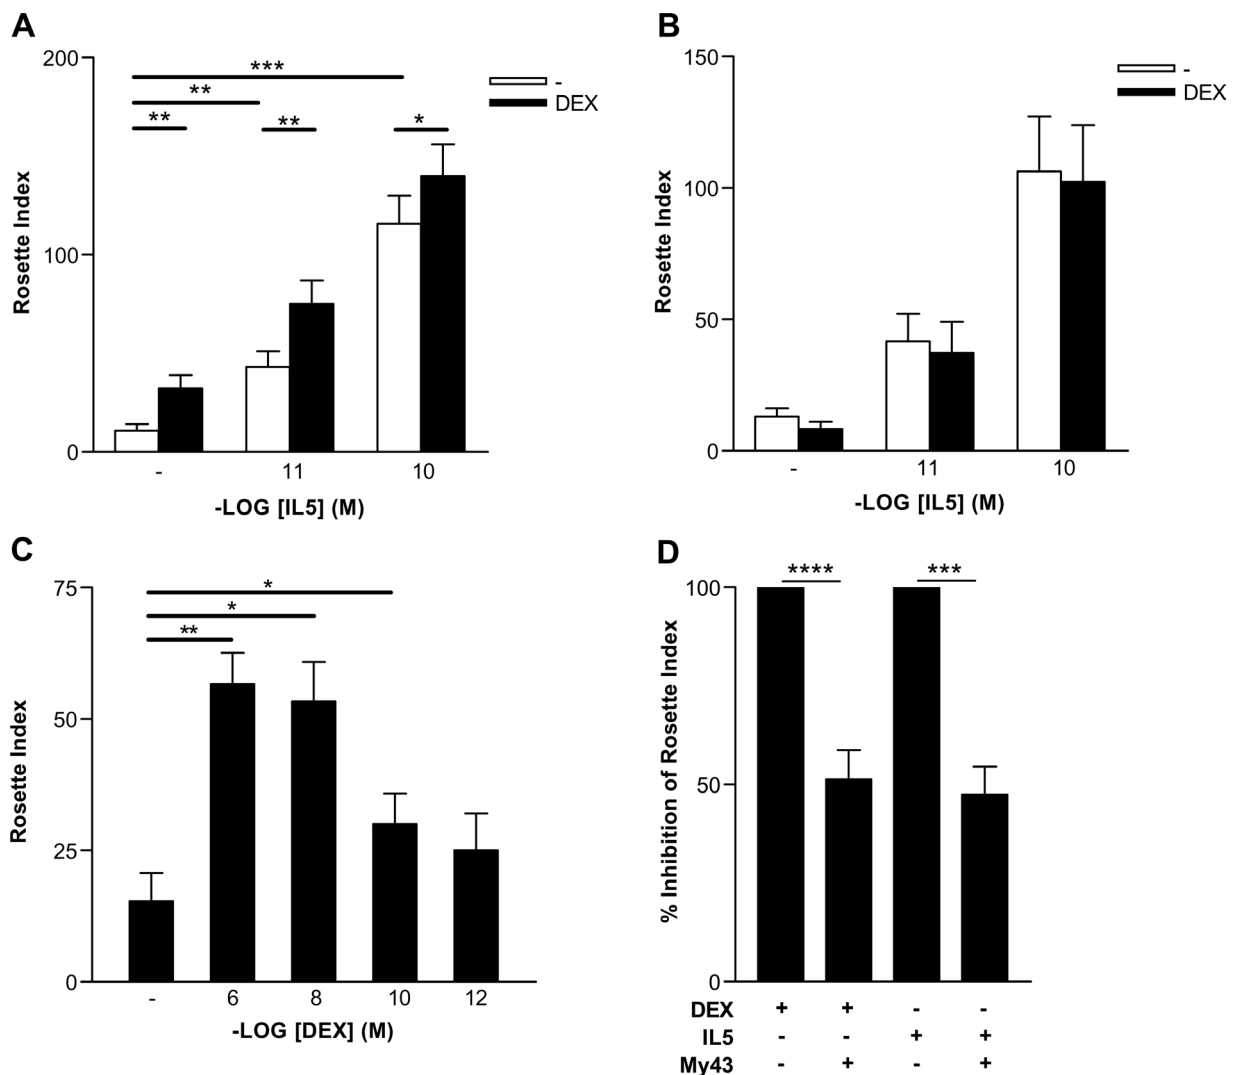 A
200
100
0
Rosette Index
***
**
**
**
*
-
DEX
- 11 10
-LOG [IL5] (M)
B
150
100
50
0
Rosette Index
-
DEX
- 11 10
-LOG [IL5] (M)
C
75
50
25
0
Rosette Index
*
*
**
- 6 8 10 12
-LOG [DEX] (M)
D
100
50
0
% Inhibition of Rosette Index
**** ***
DEX + + - -
IL5 - - + +
My43 - + - +